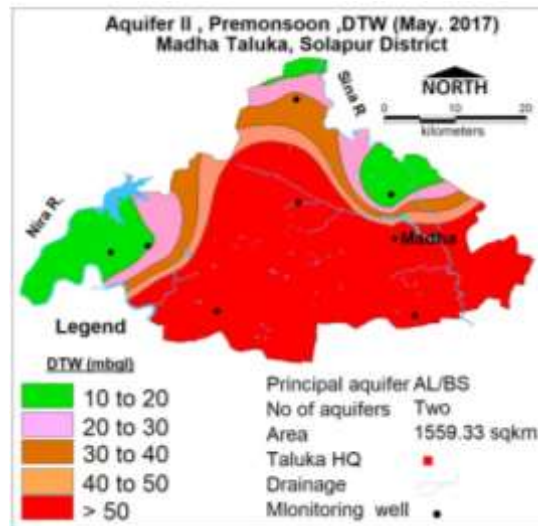 Aquifer II , Premonsoon ,DTW (May. 2017)
Madha Taluka, Solapur District
Sina R.
NORTH
0 10 20
kilometers
Nira R.
Madha
Legend
DTW (mbgl)
10 to 20
20 to 30
30 to 40
40 to 50
> 50
Principal aquifer AL/BS
No of aquifers Two
Area 1559.33 sqkm
Taluka HQ
Drainage
MIonitoring well